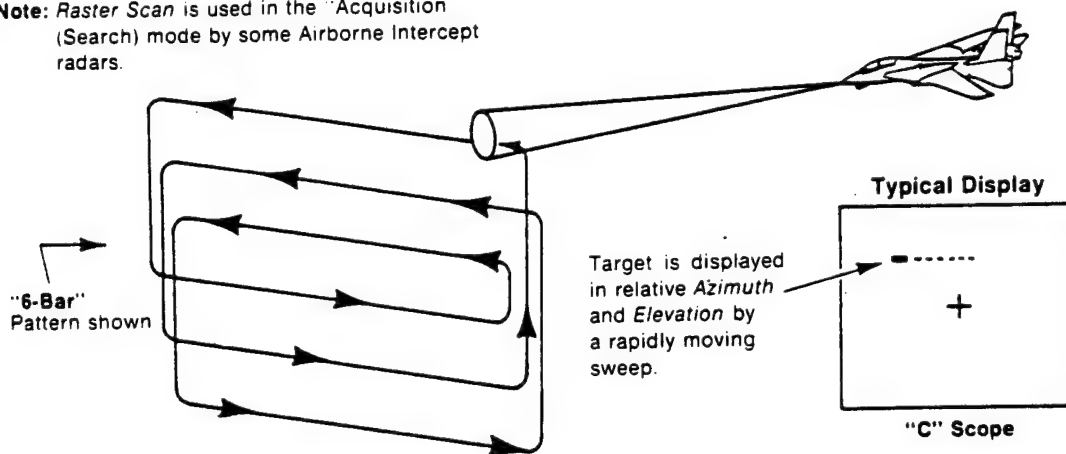 Note: Raster Scan is used in the "Acquisition
(Search) mode by some Airborne Intercept
radars.
Typical Display
Target is displayed
in relative Azimuth
and Elevation by
a rapidly moving
sweep.
"6-Bar"
Pattern shown
"C" Scope